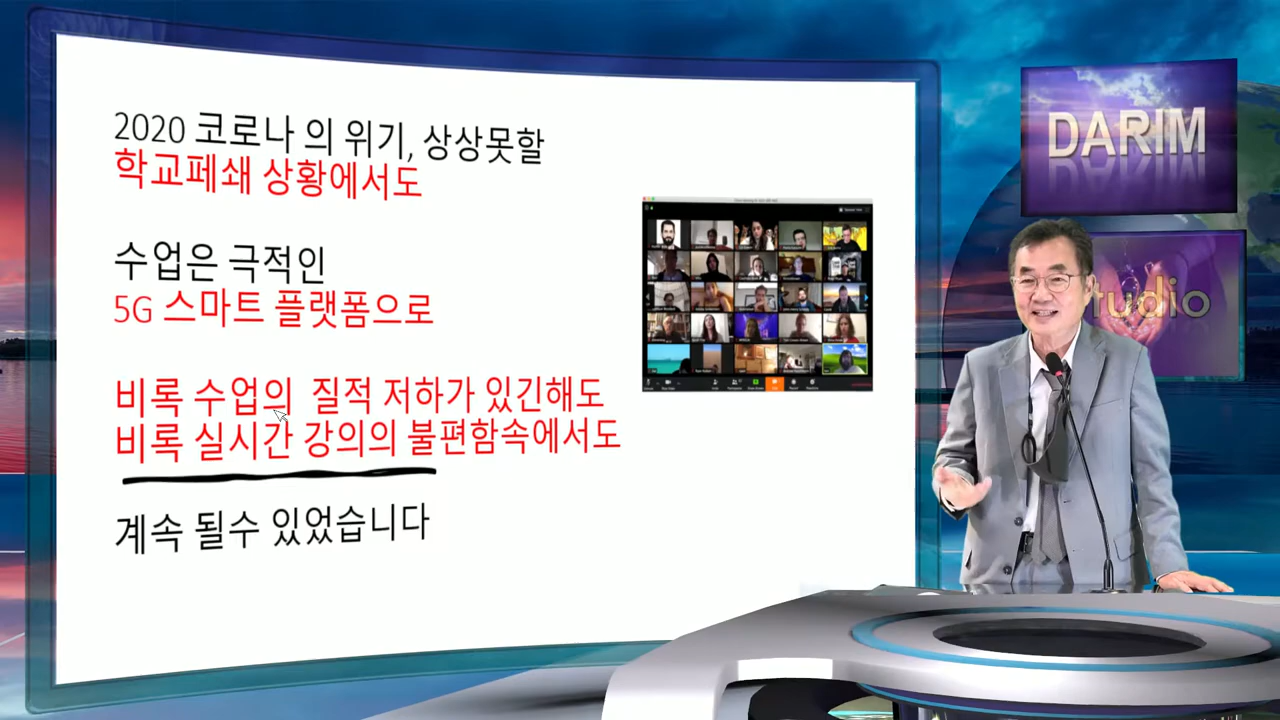 2020 코로나 의 위기, 상상못할
학교페쇄 상황에서도
수업은 극적인
5G 스마트 플랫폼으로
비록 수업의 질적 저하가 있긴해도
비록 실시간 강의의 불편함속에서도
계속 될수 있었습니다
DARIM
tudio